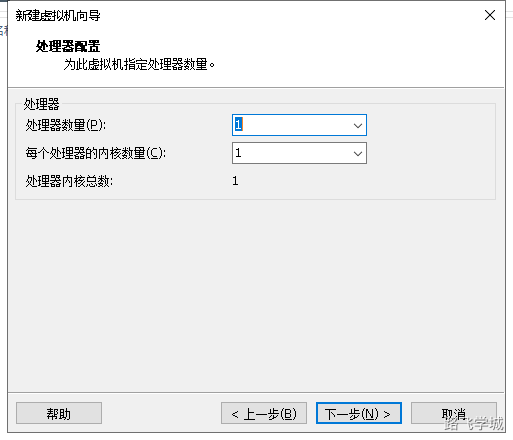 新建虚拟机向导
处理器配置
为此虚拟机指定处理器数量。
处理器
处理器数量(P): 1
每个处理器的内核数量(C): 1
处理器内核总数: 1
帮助 < 上一步(B) 下一步(N) > 取消
路飞学城